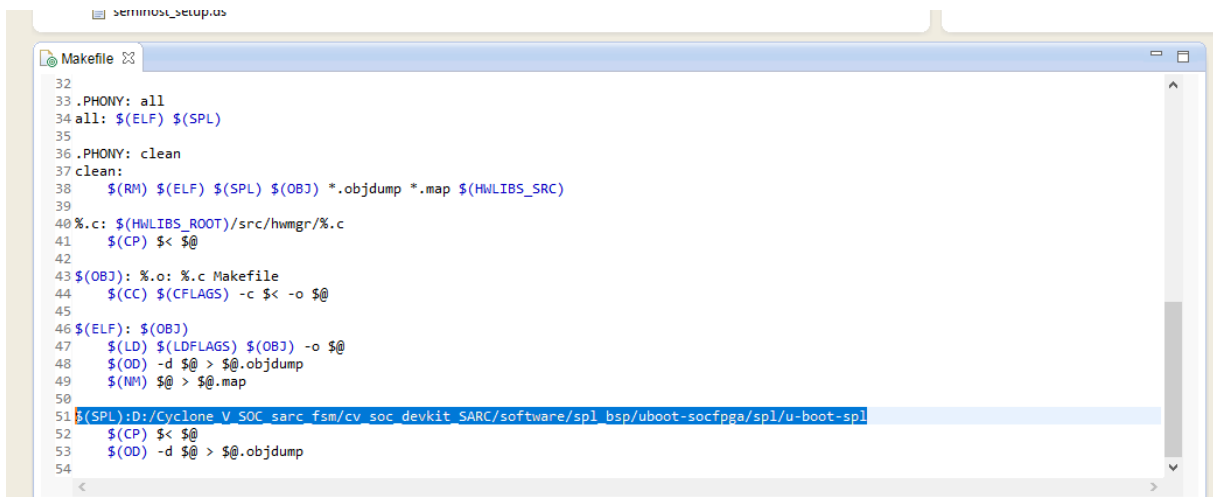 seminost_setup.ds
Makefile
32
33 .PHONY: all
34 all: $(ELF) $(SPL)
35
36 .PHONY: clean
37 clean:
38     $(RM) $(ELF) $(SPL) $(OBJ) *.objdump *.map $(HWLIBS_SRC)
39
40 %.c: $(HWLIBS_ROOT)/src/hwmgr/%.c
41     $(CP) $< $@
42
43 $(OBJ): %.o: %.c Makefile
44     $(CC) $(CFLAGS) -c $< -o $@
45
46 $(ELF): $(OBJ)
47     $(LD) $(LDFLAGS) $(OBJ) -o $@
48     $(OD) -d $@ > $@.objdump
49     $(NM) $@ > $@.map
50
51 $(SPL):D:/Cyclone_V_SOC_sarc_fsm/cv_soc_devkit_SARC/software/spl_bsp/uboot-socfpga/spl/u-boot-spl
52     $(CP) $< $@
53     $(OD) -d $@ > $@.objdump
54